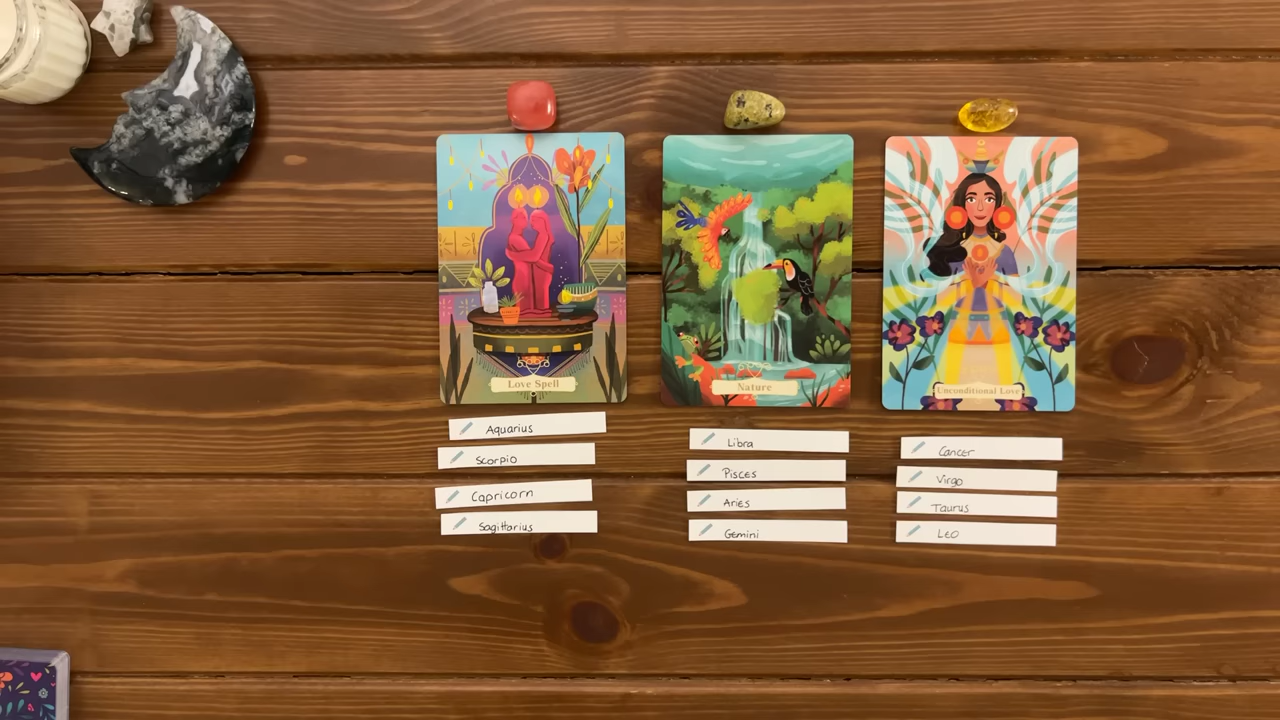 Love Spell
Aquarius
Scorpio
Capricorn
Sagittarius
Nature
Libra
Pisces
Aries
Gemini
Unconditional Love
Cancer
Virgo
Taurus
Leo